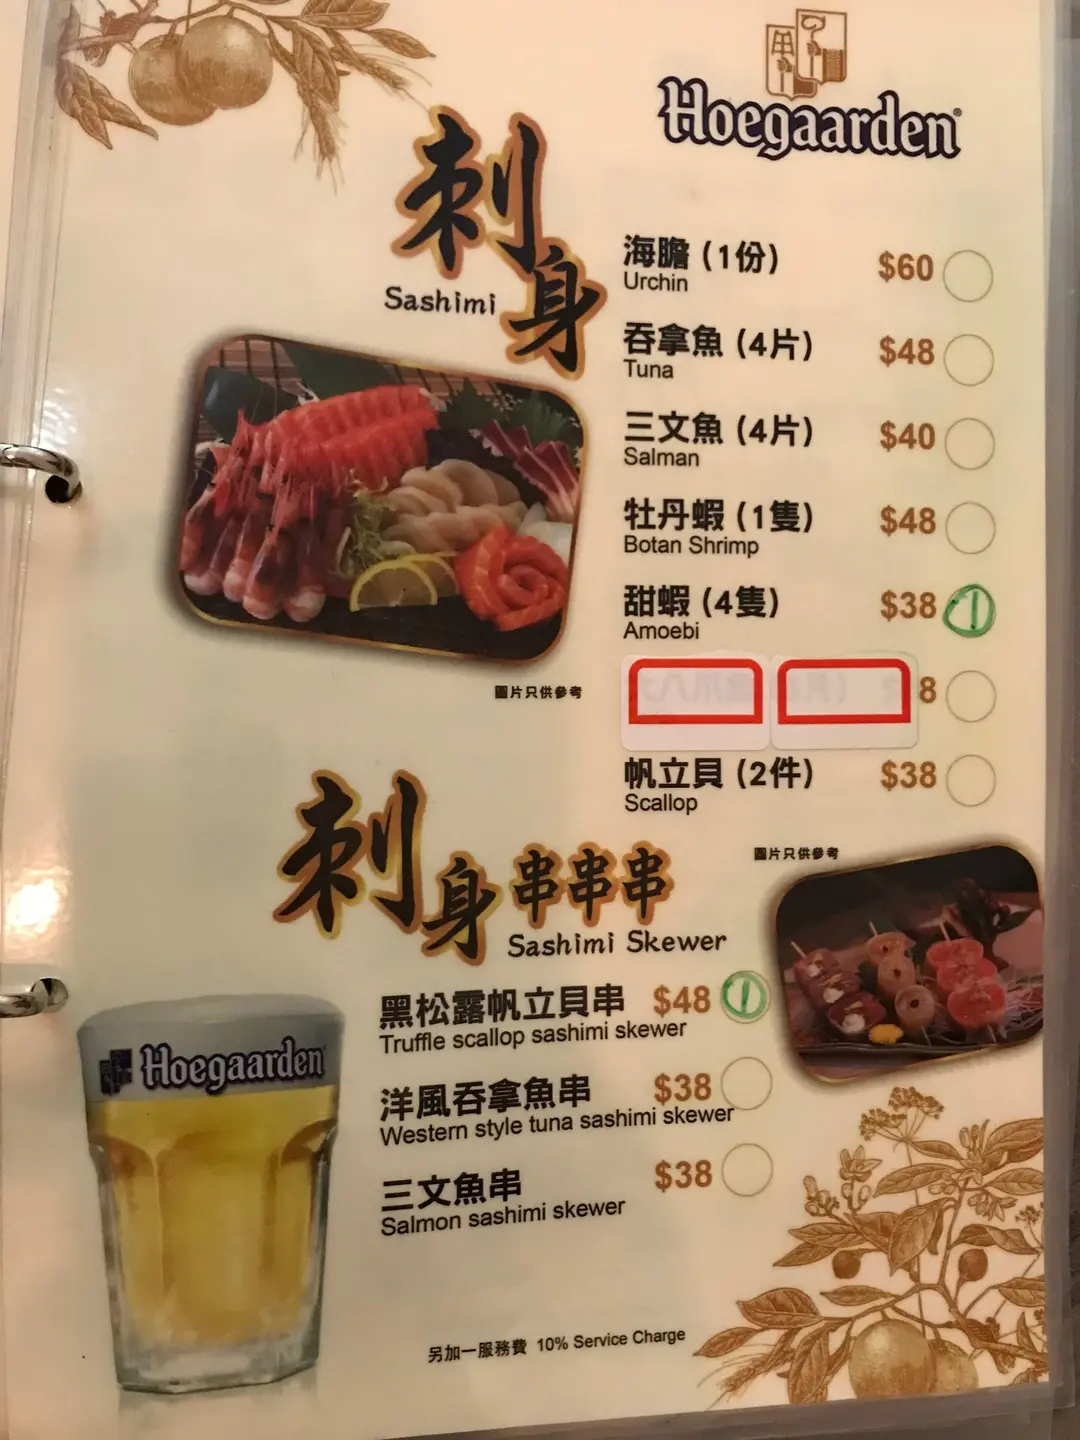 Hoegaarden®
刺身
Sashimi
海膽 (1份) $60
Urchin
吞拿魚 (4片) $48
Tuna
三文魚 (4片) $40
Salman
牡丹蝦 (1隻) $48
Botan Shrimp
甜蝦 (4隻) $38 1
Amoebi
8
圖片只供參考
帆立貝 (2件) $38
Scallop
刺身串串串
Sashimi Skewer
圖片只供參考
黑松露帆立貝串 $48 1
Truffle scallop sashimi skewer
洋風吞拿魚串 $38
Western style tuna sashimi skewer
三文魚串 $38
Salmon sashimi skewer
Hoegaarden
另加一服務費 10% Service Charge